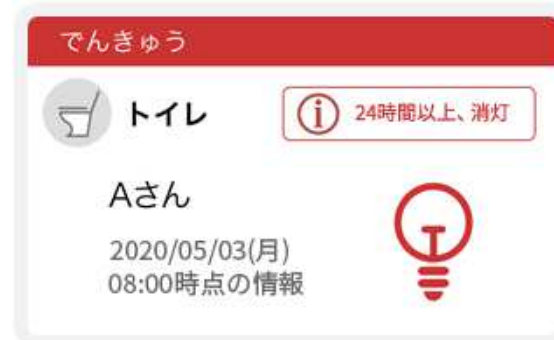 でんきゅう
トイレ
24時間以上、消灯
Aさん
2020/05/03(月)
08:00時点の情報